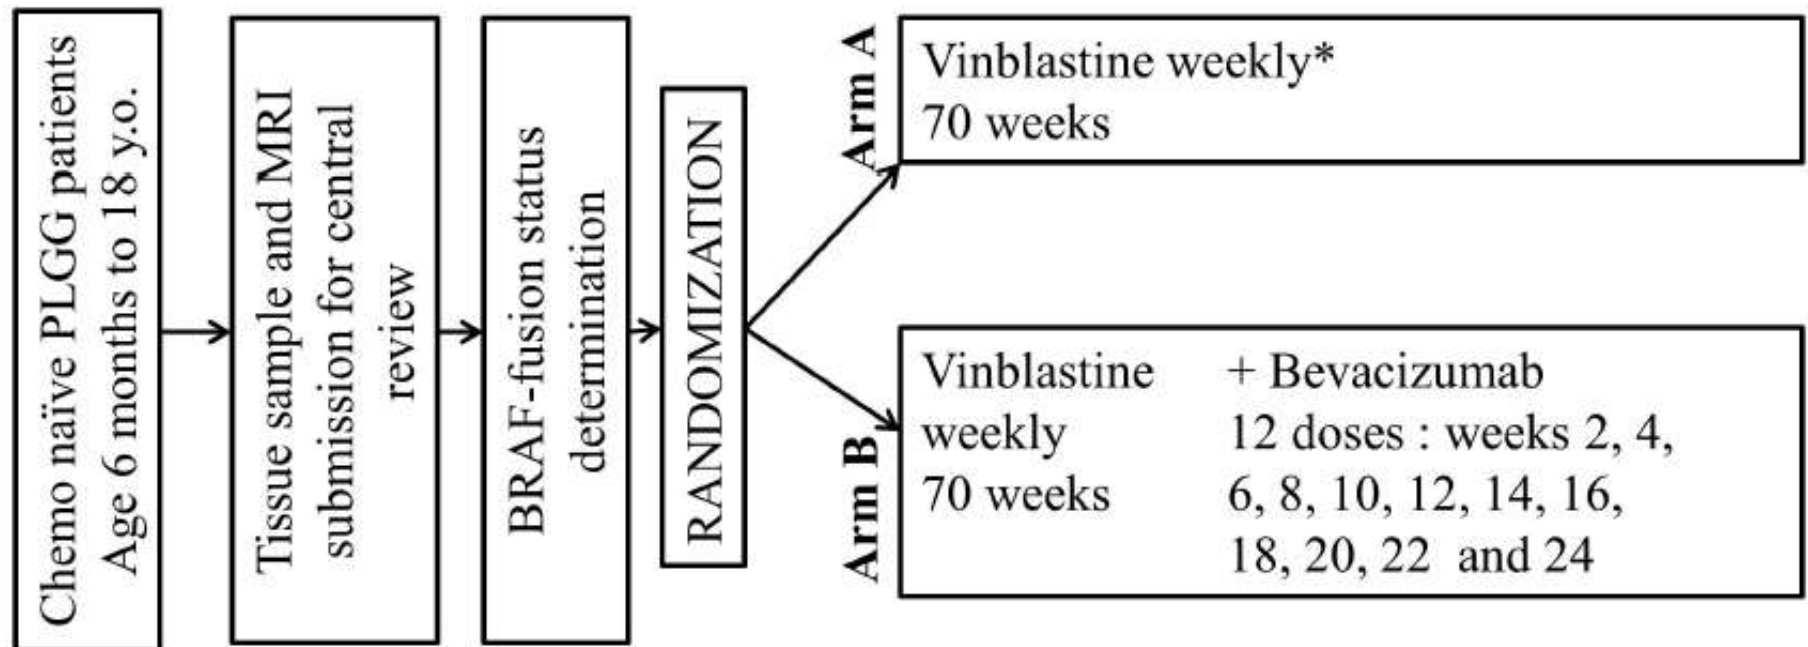 Chemo naïve PLGG patients
Age 6 months to 18 y.o.
Tissue sample and MRI
submission for central
review
BRAF-fusion status
determination
RANDOMIZATION
Arm A
Vinblastine weekly*
70 weeks
Arm B
Vinblastine
weekly
70 weeks
+ Bevacizumab
12 doses : weeks 2, 4,
6, 8, 10, 12, 14, 16,
18, 20, 22 and 24